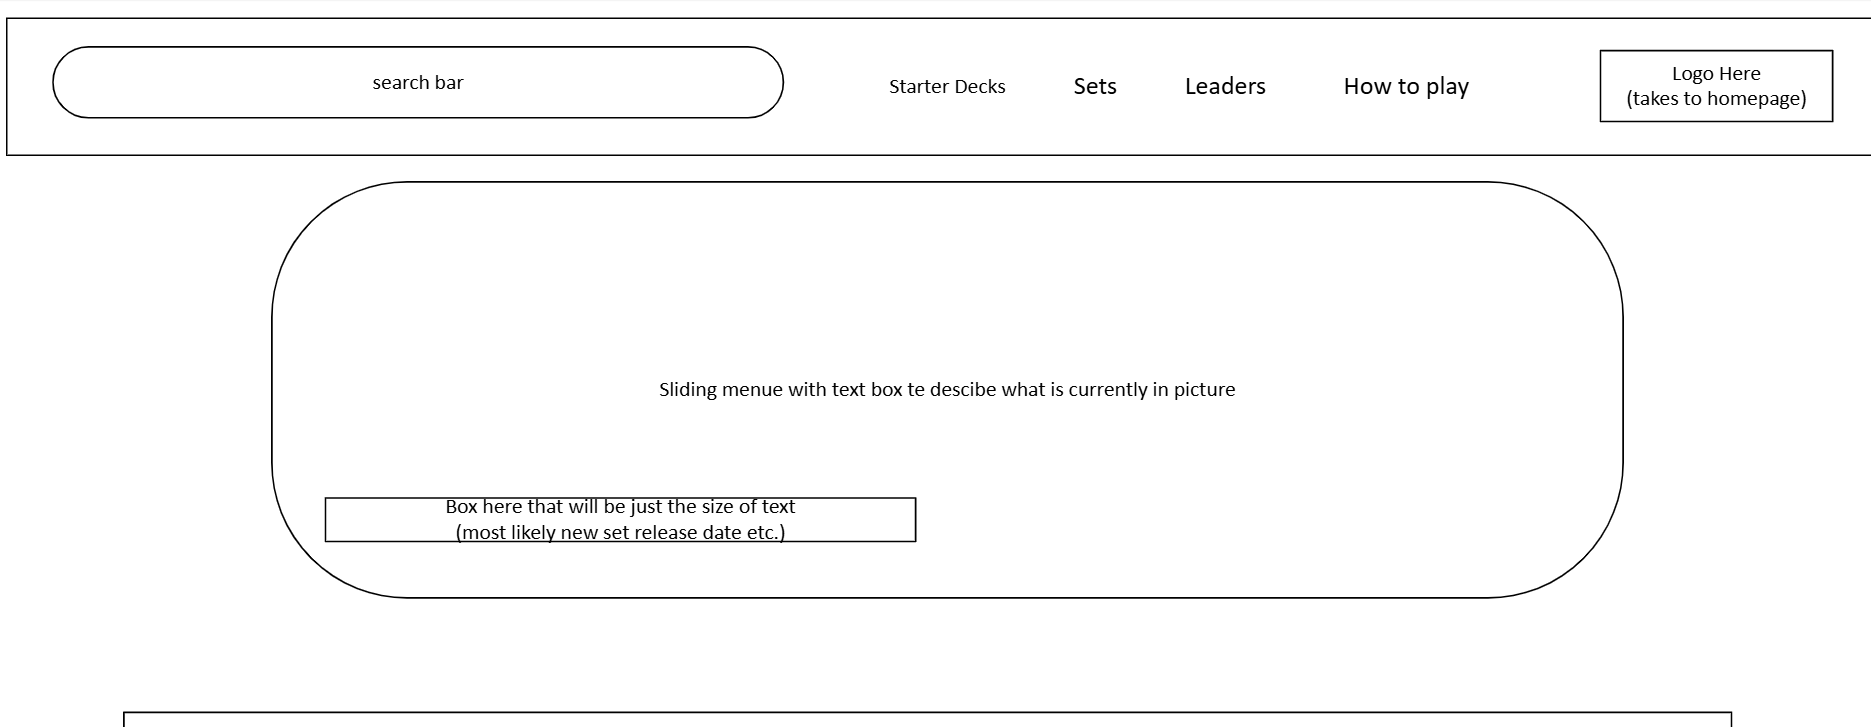 search bar
Starter Decks
Sets
Leaders
How to play
Logo Here
(takes to homepage)
Sliding menue with text box te descibe what is currently in picture
Box here that will be just the size of text
(most likely new set release date etc.)